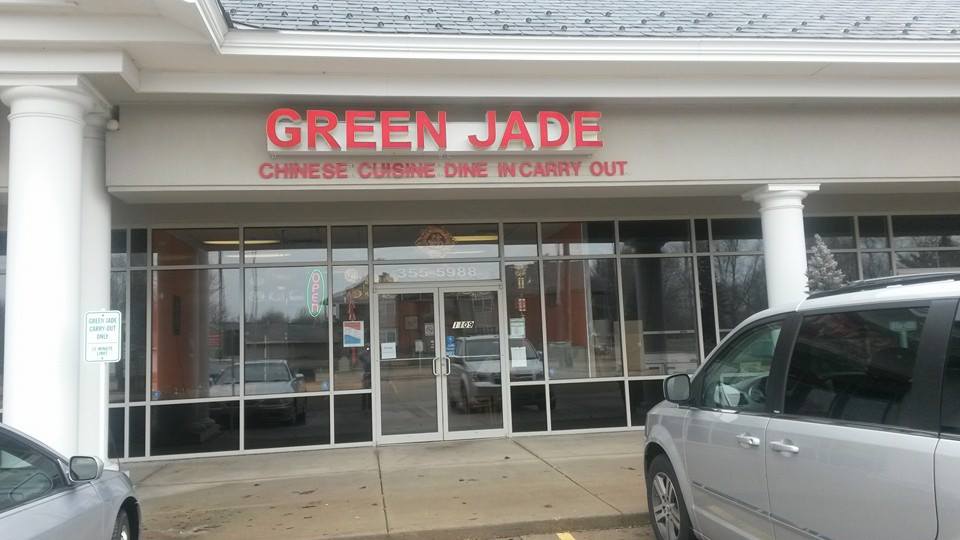 GREEN JADE
CHINESE CUISINE DINE IN CARRY OUT
355-5988
OPEN
1109
GREEN JADE
CARRY-OUT
ONLY